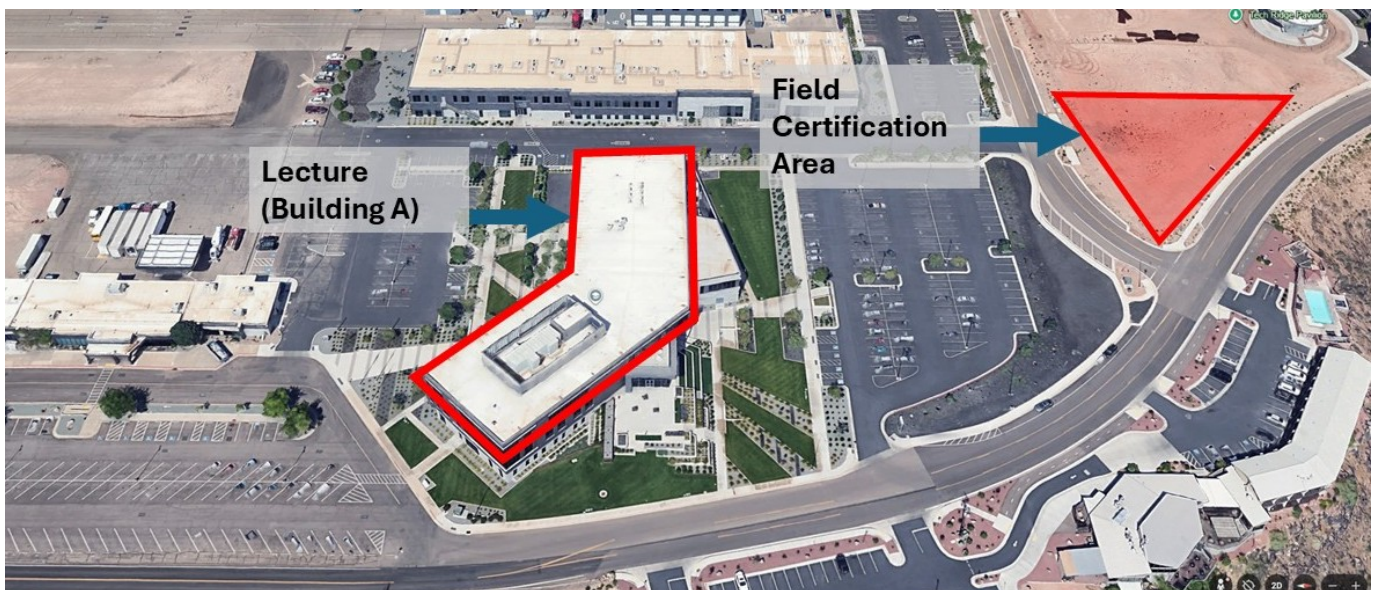 Tech Ridge Pavilion
Field
Certification
Area
Lecture
(Building A)
2D